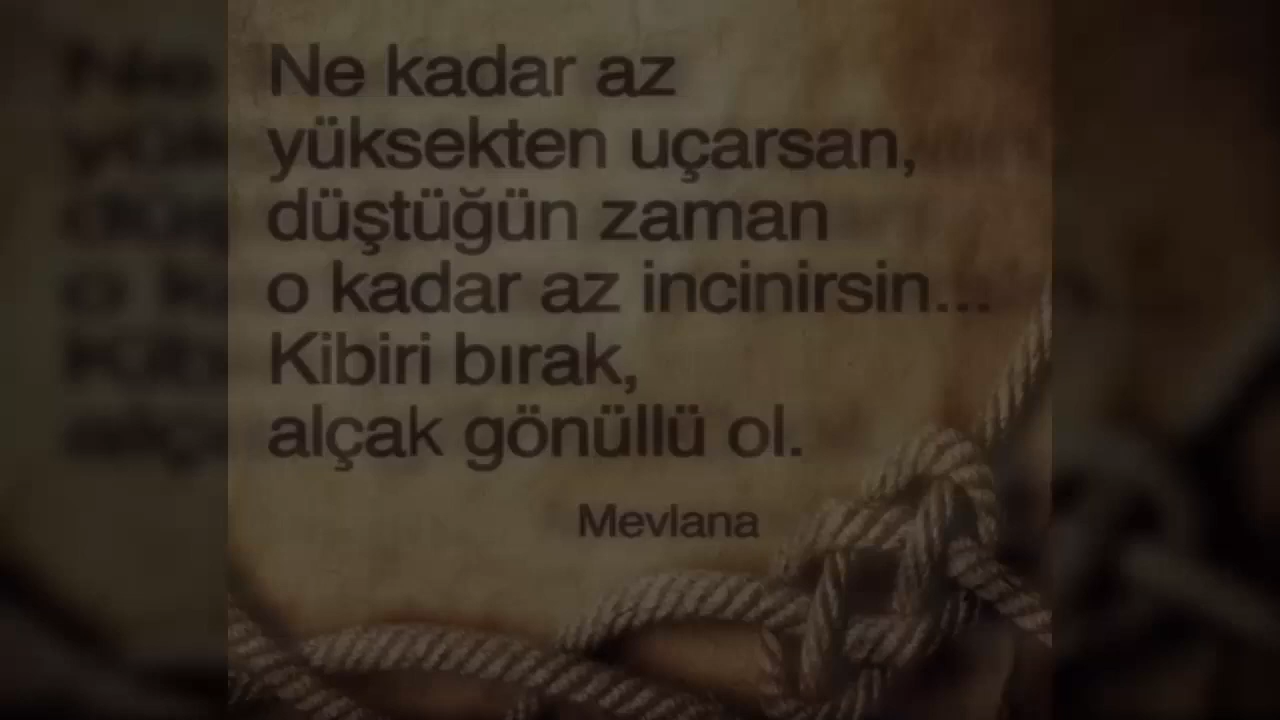 Ne kadar az
yüksekten uçarsan,
düştüğün zaman
o kadar az incinirsin...
Kibiri bırak,
alçak gönüllü ol.
Mevlana